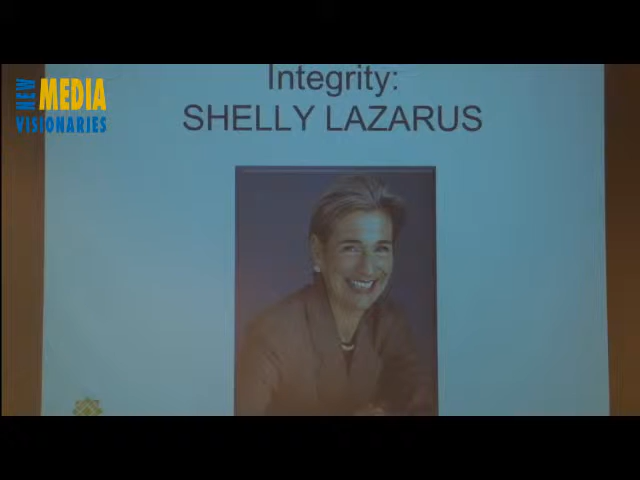 NEW
MEDIA
VISIONARIES
Integrity:
SHELLY LAZARUS